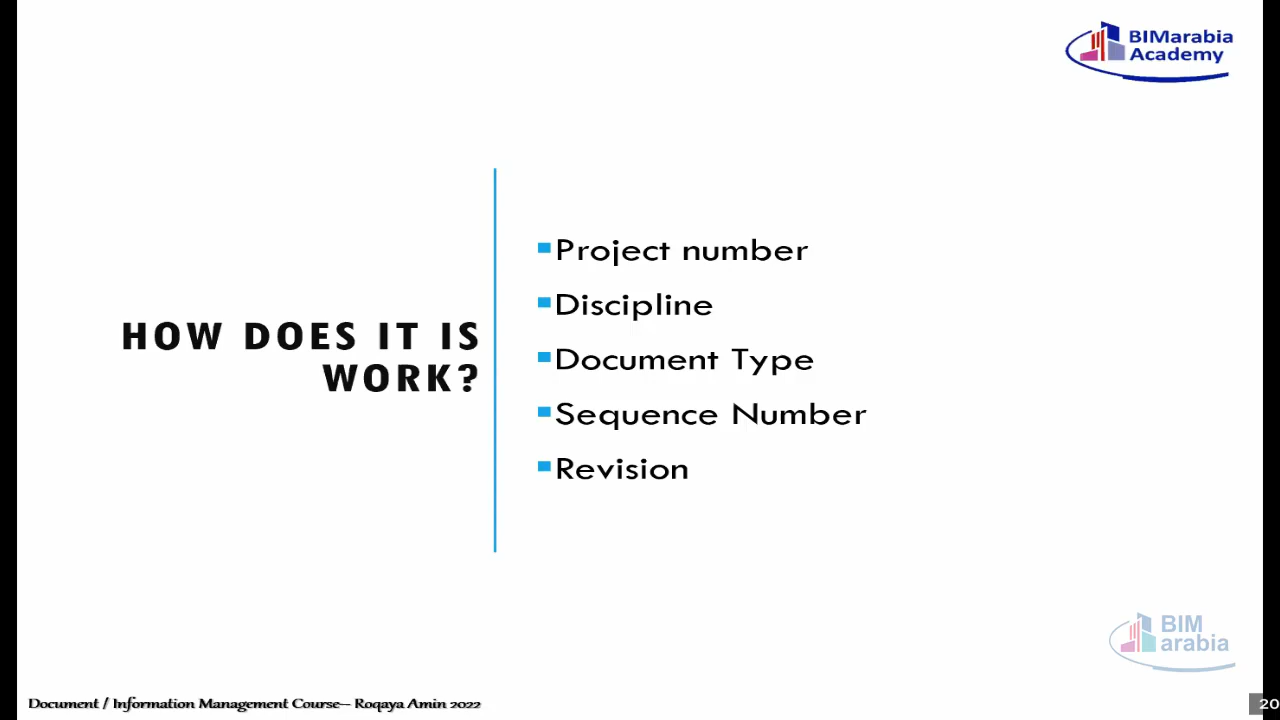 BIMarabia
Academy
HOW DOES IT IS
WORK?
Project number
Discipline
Document Type
Sequence Number
Revision
BIM
arabia
Document / Information Management Course-- Roqaya Amin 2022
20